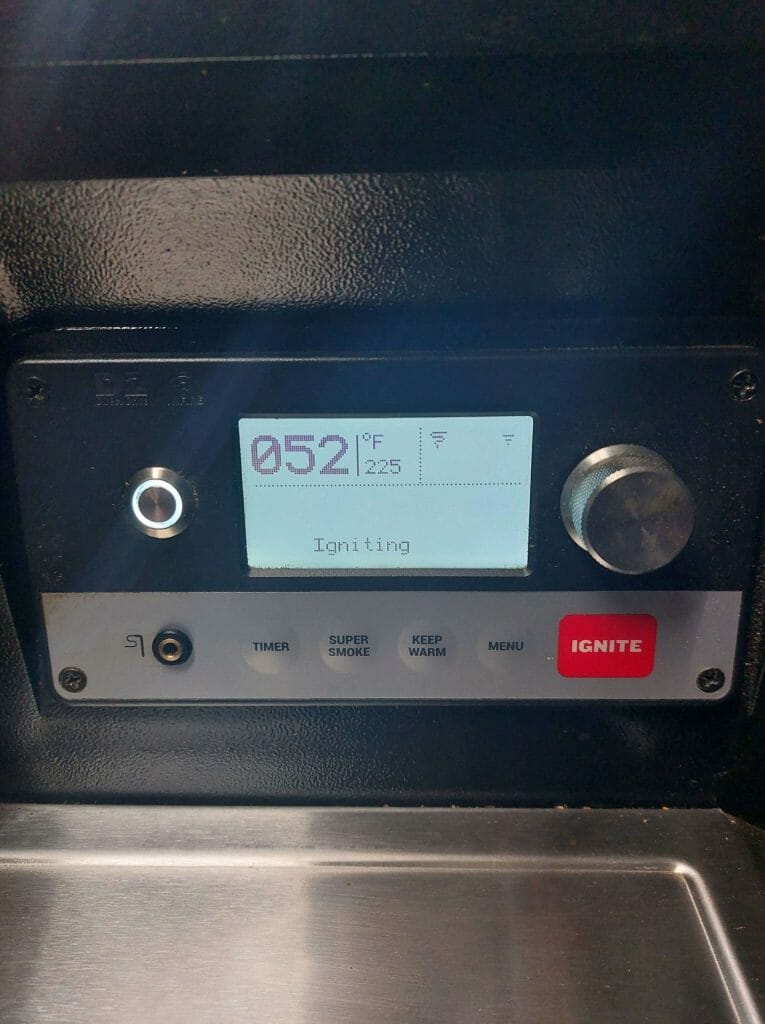 052 °F
225
Igniting
TIMER
SUPER
SMOKE
KEEP
WARM
MENU
IGNITE